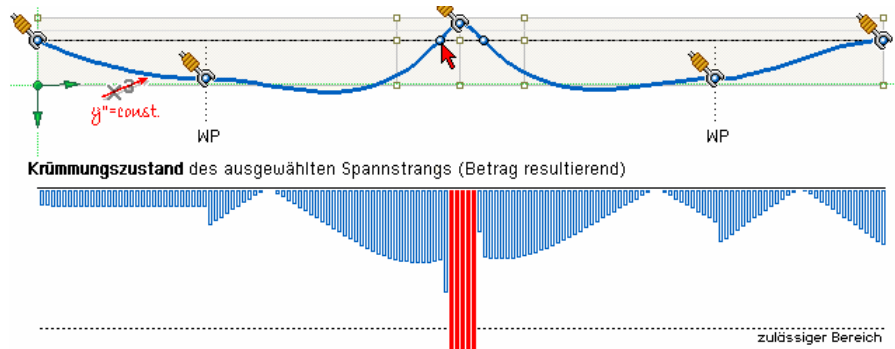 y"=const.
WP
WP
Krümmungszustand des ausgewählten Spannstrangs (Betrag resultierend)
zulässiger Bereich